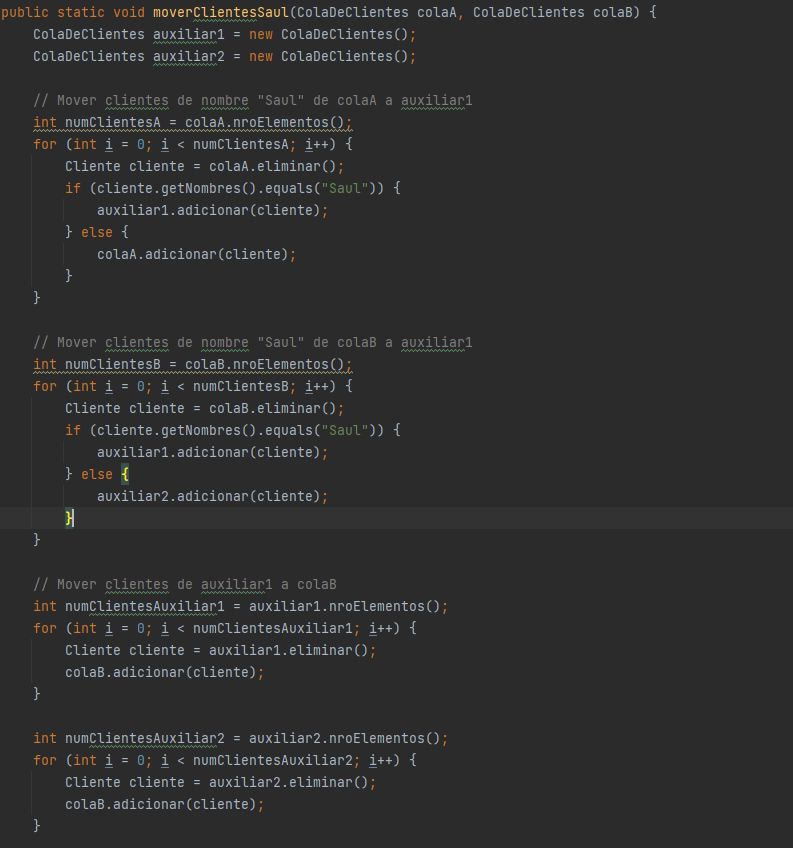 public static void moverClientesSaul(ColaDeClientes colaA, ColaDeClientes colaB) {
    ColaDeClientes auxiliar1 = new ColaDeClientes();
    ColaDeClientes auxiliar2 = new ColaDeClientes();

    // Mover clientes de nombre "Saul" de colaA a auxiliar1
    int numClientesA = colaA.nroElementos();
    for (int i = 0; i < numClientesA; i++) {
        Cliente cliente = colaA.eliminar();
        if (cliente.getNombres().equals("Saul")) {
            auxiliar1.adicionar(cliente);
        } else {
            colaA.adicionar(cliente);
        }
    }

    // Mover clientes de nombre "Saul" de colaB a auxiliar1
    int numClientesB = colaB.nroElementos();
    for (int i = 0; i < numClientesB; i++) {
        Cliente cliente = colaB.eliminar();
        if (cliente.getNombres().equals("Saul")) {
            auxiliar1.adicionar(cliente);
        } else {
            auxiliar2.adicionar(cliente);
        }
    }

    // Mover clientes de auxiliar1 a colaB
    int numClientesAuxiliar1 = auxiliar1.nroElementos();
    for (int i = 0; i < numClientesAuxiliar1; i++) {
        Cliente cliente = auxiliar1.eliminar();
        colaB.adicionar(cliente);
    }

    int numClientesAuxiliar2 = auxiliar2.nroElementos();
    for (int i = 0; i < numClientesAuxiliar2; i++) {
        Cliente cliente = auxiliar2.eliminar();
        colaB.adicionar(cliente);
    }